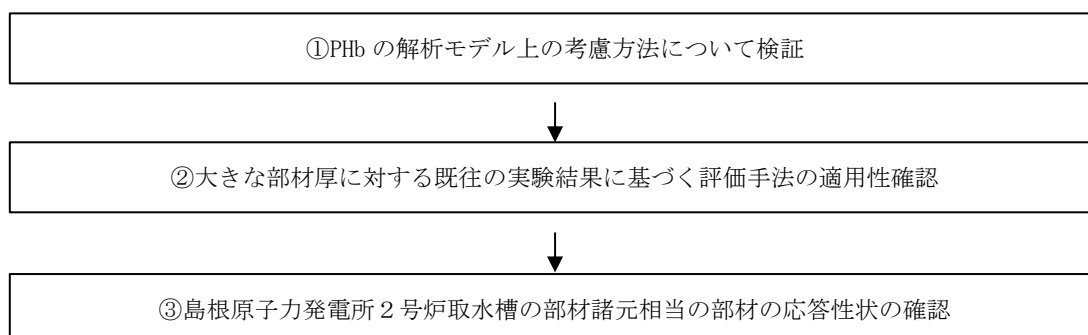 ①PHb の解析モデル上の考慮方法について検証
②大きな部材厚に対する既往の実験結果に基づく評価手法の適用性確認
③島根原子力発電所２号炉取水槽の部材諸元相当の部材の応答性状の確認